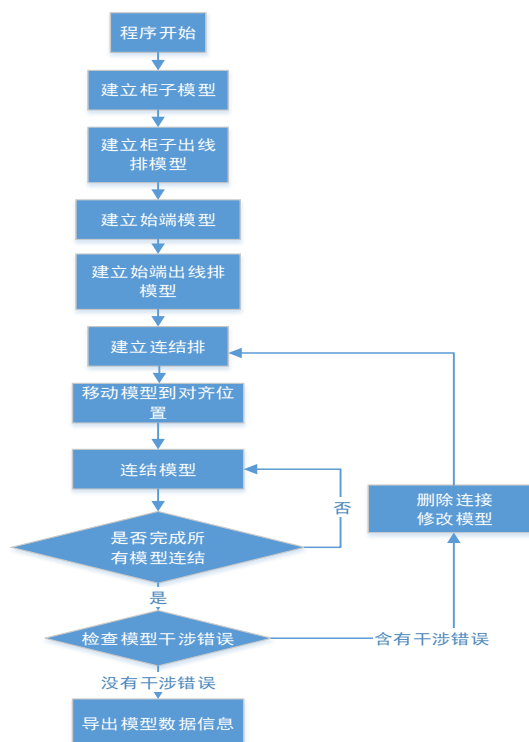 程序开始
建立柜子模型
建立柜子出线
排模型
建立始端模型
建立始端出线排
模型
建立连结排
移动模型到对齐位
置
连结模型
删除连接
修改模型
否
是否完成所
有模型连结
是
检查模型干涉错误
含有干涉错误
没有干涉错误
导出模型数据信息